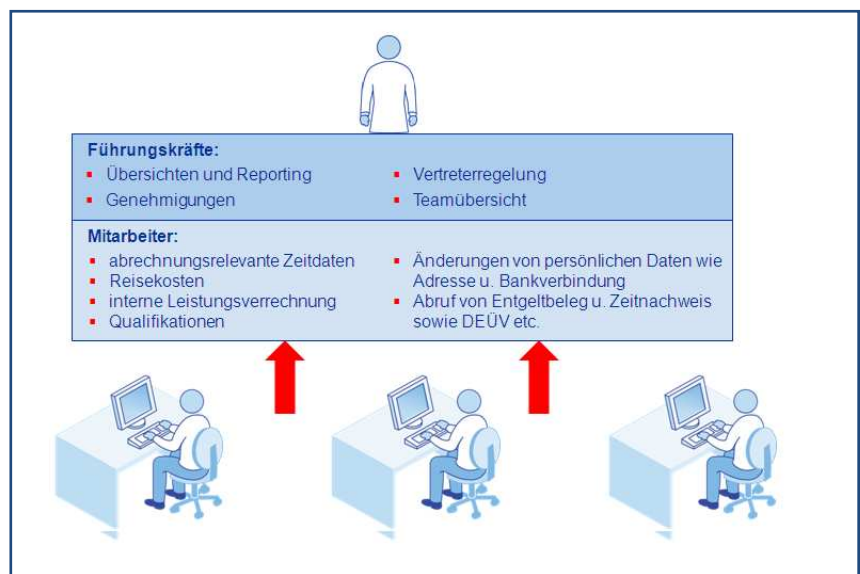 Führungskräfte:
Übersichten und Reporting
Genehmigungen
Vertreterregelung
Teamübersicht
Mitarbeiter:
abrechnungsrelevante Zeitdaten
Reisekosten
interne Leistungsverrechnung
Qualifikationen
Änderungen von persönlichen Daten wie
Adresse u. Bankverbindung
Abruf von Entgeltbeleg u. Zeitnachweis
sowie DEÜV etc.